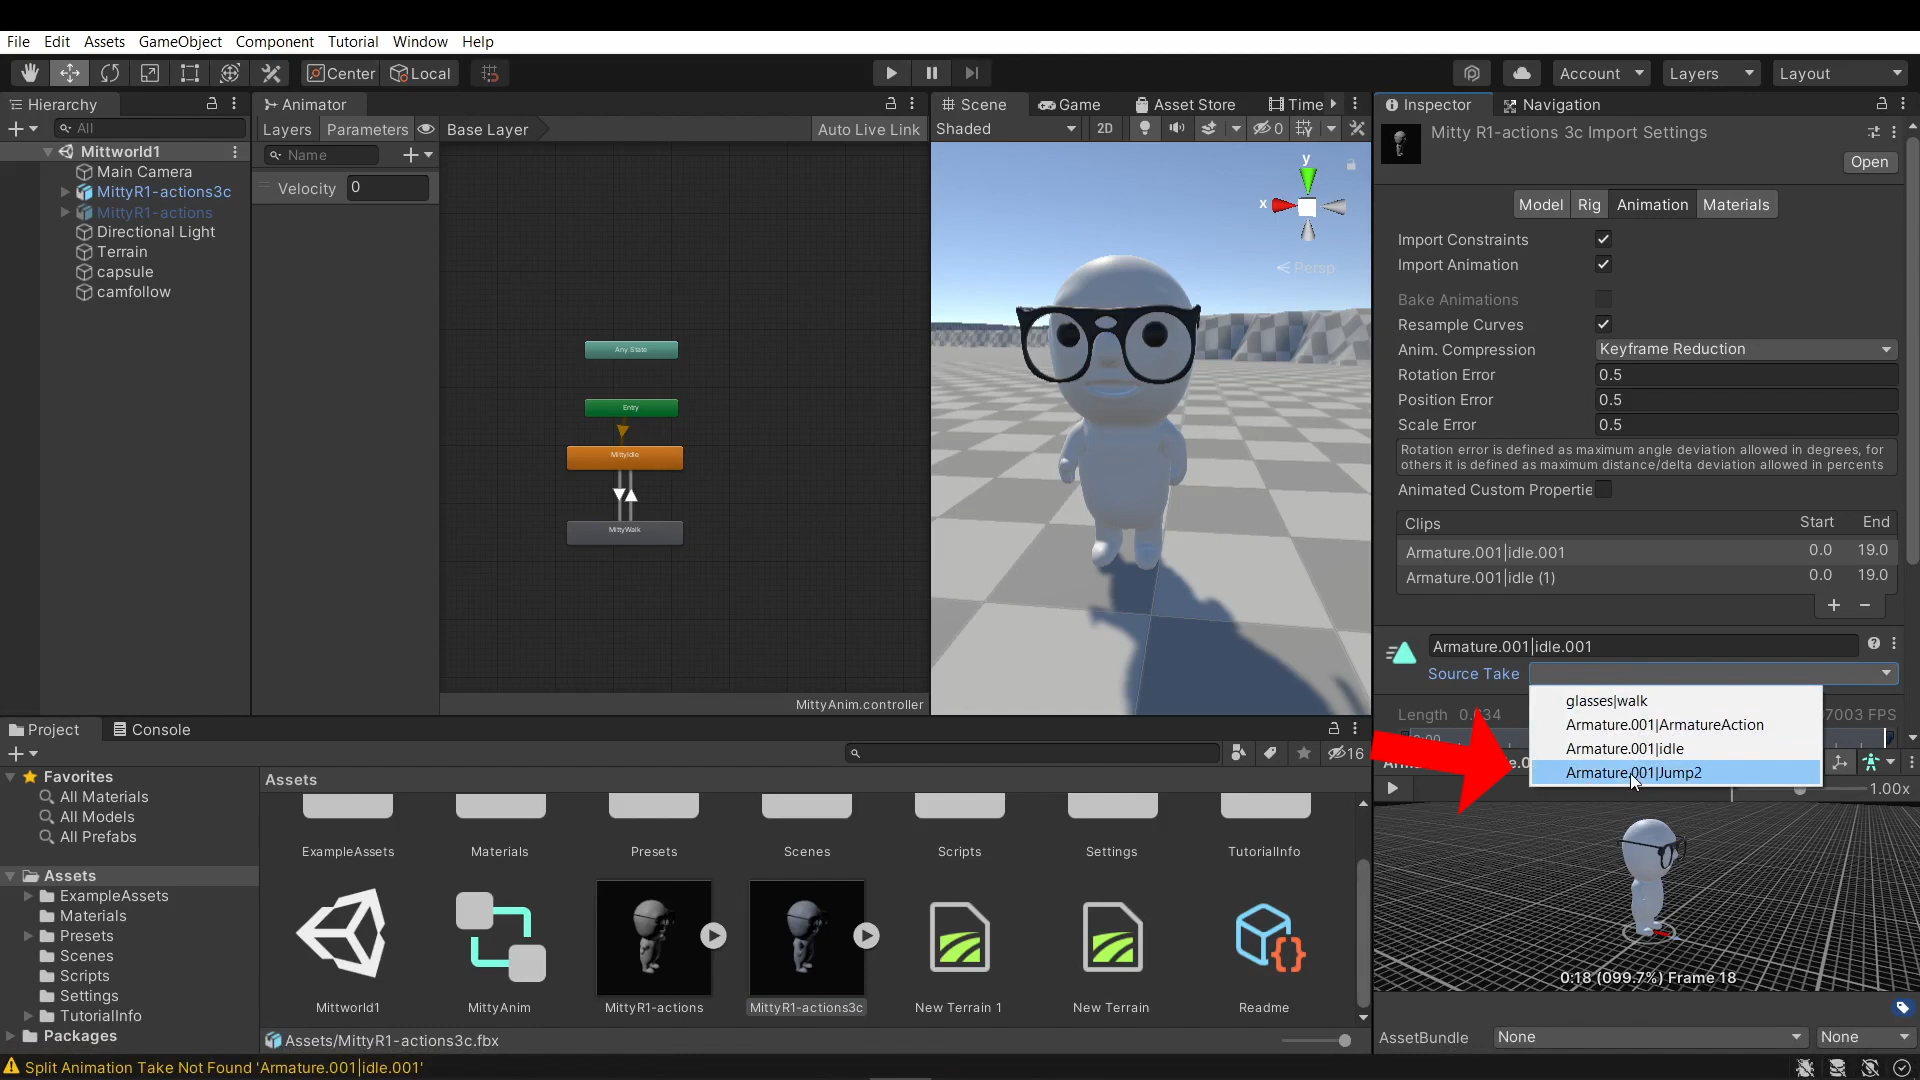 File Edit Assets GameObject Component Tutorial Window Help
Center Local Account Layers Layout
Hierarchy
All
Mittworld1
Main Camera
MittyR1-actions3c
MittyR1-actions
Directional Light
Terrain
capsule
camfollow
Animator
Layers Parameters Base Layer Auto Live Link
Name
Velocity 0
Any State
Entry
MittyIdle
MittyWalk
MittyAnim.controller
Scene Game Asset Store Time
Shaded 2D 0
y
x
Persp
Inspector Navigation
Mitty R1-actions 3c Import Settings
Open
Model Rig Animation Materials
Import Constraints
Import Animation
Bake Animations
Resample Curves
Anim. Compression Keyframe Reduction
Rotation Error 0.5
Position Error 0.5
Scale Error 0.5
Rotation error is defined as maximum angle deviation allowed in degrees, for
others it is defined as maximum distance/delta deviation allowed in percents
Animated Custom Propertie
Clips Start End
Armature.001|idle.001 0.0 19.0
Armature.001|idle (1) 0.0 19.0
Armature.001|idle.001
Source Take
glasses|walk
Armature.001|ArmatureAction
Armature.001|idle
Armature.001|Jump2
1.00x
0:18 (099.7%) Frame 18
AssetBundle None None
Project Console
16
Favorites
All Materials
All Models
All Prefabs
Assets
ExampleAssets
Materials
Presets
Scenes
Scripts
Settings
TutorialInfo
Packages
Assets
ExampleAssets Materials Presets Scenes Scripts Settings TutorialInfo
Mittworld1 MittyAnim MittyR1-actions MittyR1-actions3c New Terrain 1 New Terrain Readme
Assets/MittyR1-actions3c.fbx
Split Animation Take Not Found 'Armature.001|idle.001'